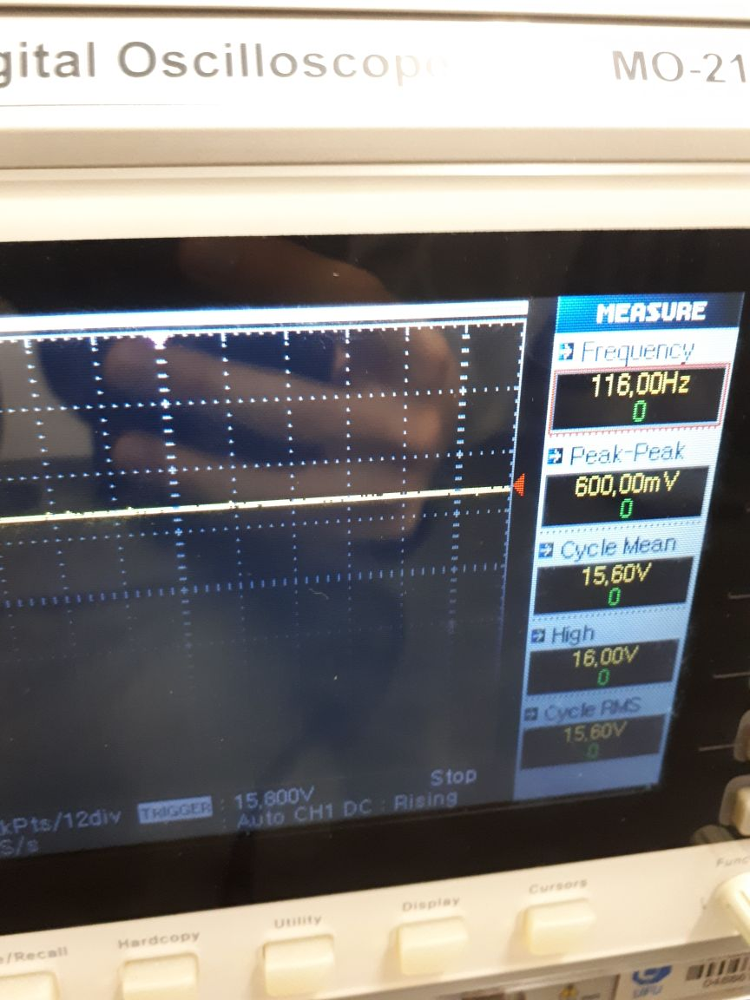 gital Oscilloscope
MO-21
MEASURE
Frequency
116,00Hz
0
Peak-Peak
600,00mV
0
Cycle Mean
15,60V
0
High
16,00V
0
Cycle RMS
15,60V
0
Stop
kPts/12div TRIGGER : 15,800V
S/s : Auto CH1 DC : Rising
Func
Cursors
Display
Utility
Hardcopy
e/Recall
UFU